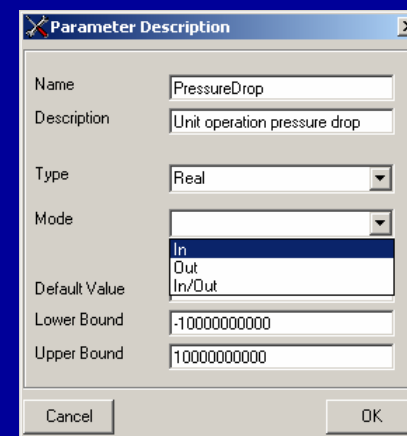 Parameter Description
Name PressureDrop
Description Unit operation pressure drop
Type Real
Mode
In
Out
In/Out
Default Value
Lower Bound -10000000000
Upper Bound 10000000000
Cancel OK